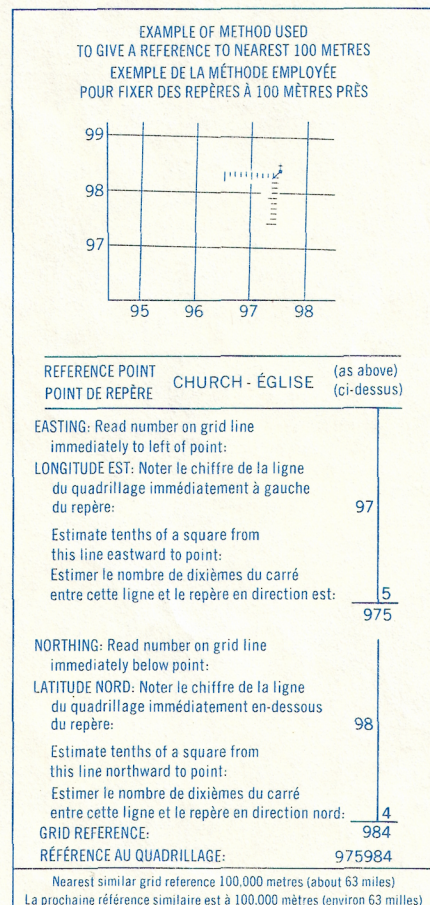 EXAMPLE OF METHOD USED
TO GIVE A REFERENCE TO NEAREST 100 METRES
EXEMPLE DE LA MÉTHODE EMPLOYÉE
POUR FIXER DES REPÈRES À 100 MÈTRES PRÈS
99
98
97
95 96 97 98
REFERENCE POINT
POINT DE REPÈRE
CHURCH - ÉGLISE
(as above)
(ci-dessus)
EASTING: Read number on grid line
immediately to left of point:
LONGITUDE EST: Noter le chiffre de la ligne
du quadrillage immédiatement à gauche
du repère: 97
Estimate tenths of a square from
this line eastward to point:
Estimer le nombre de dixièmes du carré
entre cette ligne et le repère en direction est: 5
975
NORTHING: Read number on grid line
immediately below point:
LATITUDE NORD: Noter le chiffre de la ligne
du quadrillage immédiatement en-dessous
du repère: 98
Estimate tenths of a square from
this line northward to point:
Estimer le nombre de dixièmes du carré
entre cette ligne et le repère en direction nord: 4
GRID REFERENCE: 984
RÉFÉRENCE AU QUADRILLAGE: 975984
Nearest similar grid reference 100,000 metres (about 63 miles)
La prochaine référence similaire est à 100,000 mètres (environ 63 milles)